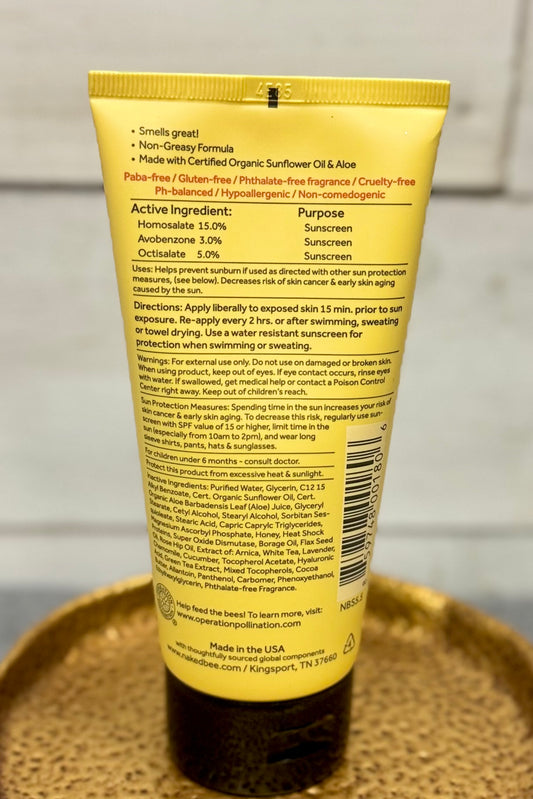 4535
• Smells great!
• Non-Greasy Formula
• Made with Certified Organic Sunflower Oil & Aloe
Paba-free / Gluten-free / Phthalate-free fragrance / Cruelty-free
Ph-balanced / Hypoallergenic / Non-comedogenic
Active Ingredient: Purpose
Homosalate 15.0% Sunscreen
Avobenzone 3.0% Sunscreen
Octisalate 5.0% Sunscreen
Uses: Helps prevent sunburn if used as directed with other sun protection
measures, (see below). Decreases risk of skin cancer & early skin aging
caused by the sun.
Directions: Apply liberally to exposed skin 15 min. prior to sun
exposure. Re-apply every 2 hrs. or after swimming, sweating
or towel drying. Use a water resistant sunscreen for
protection when swimming or sweating.
Warnings: For external use only. Do not use on damaged or broken skin.
When using product, keep out of eyes. If eye contact occurs, rinse eyes
with water. If swallowed, get medical help or contact a Poison Control
Center right away. Keep out of children's reach.
Sun Protection Measures: Spending time in the sun increases your risk of
skin cancer & early skin aging. To decrease this risk, regularly use sun-
screen with SPF value of 15 or higher, limit time in the
sun (especially from 10am to 2pm), and wear long
sleeve shirts, pants, hats & sunglasses.
For children under 6 months - consult doctor.
Protect this product from excessive heat & sunlight.
Inactive Ingredients: Purified Water, Glycerin, C12 15
Alkyl Benzoate, Cert. Organic Sunflower Oil, Cert.
Organic Aloe Barbadensis Leaf (Aloe) Juice, Glyceryl
Stearate, Cetyl Alcohol, Stearyl Alcohol, Sorbitan Ses-
Stearic Acid, Capric Caprylic Triglycerides,
Magnesium Ascorbyl Phosphate, Honey, Heat Shock
Super Oxide Dismutase, Borage Oil, Flax Seed
Oil, Rose Hip Oil, Extract of: Arnica, White Tea, Lavender,
Chamomile, Cucumber, Tocopherol Acetate, Hyaluronic
Acid, Green Tea Extract, Mixed Tocopherols, Cocoa
Butter, Allantoin, Panthenol, Carbomer, Phenoxyethanol,
Phthalate-free Fragrance.
Help feed the bees! To learn more, visit:
www.operationpollination.com
Made in the USA
with thoughtfully sourced global components
www.nakedbee.com / Kingsport, TN 37660